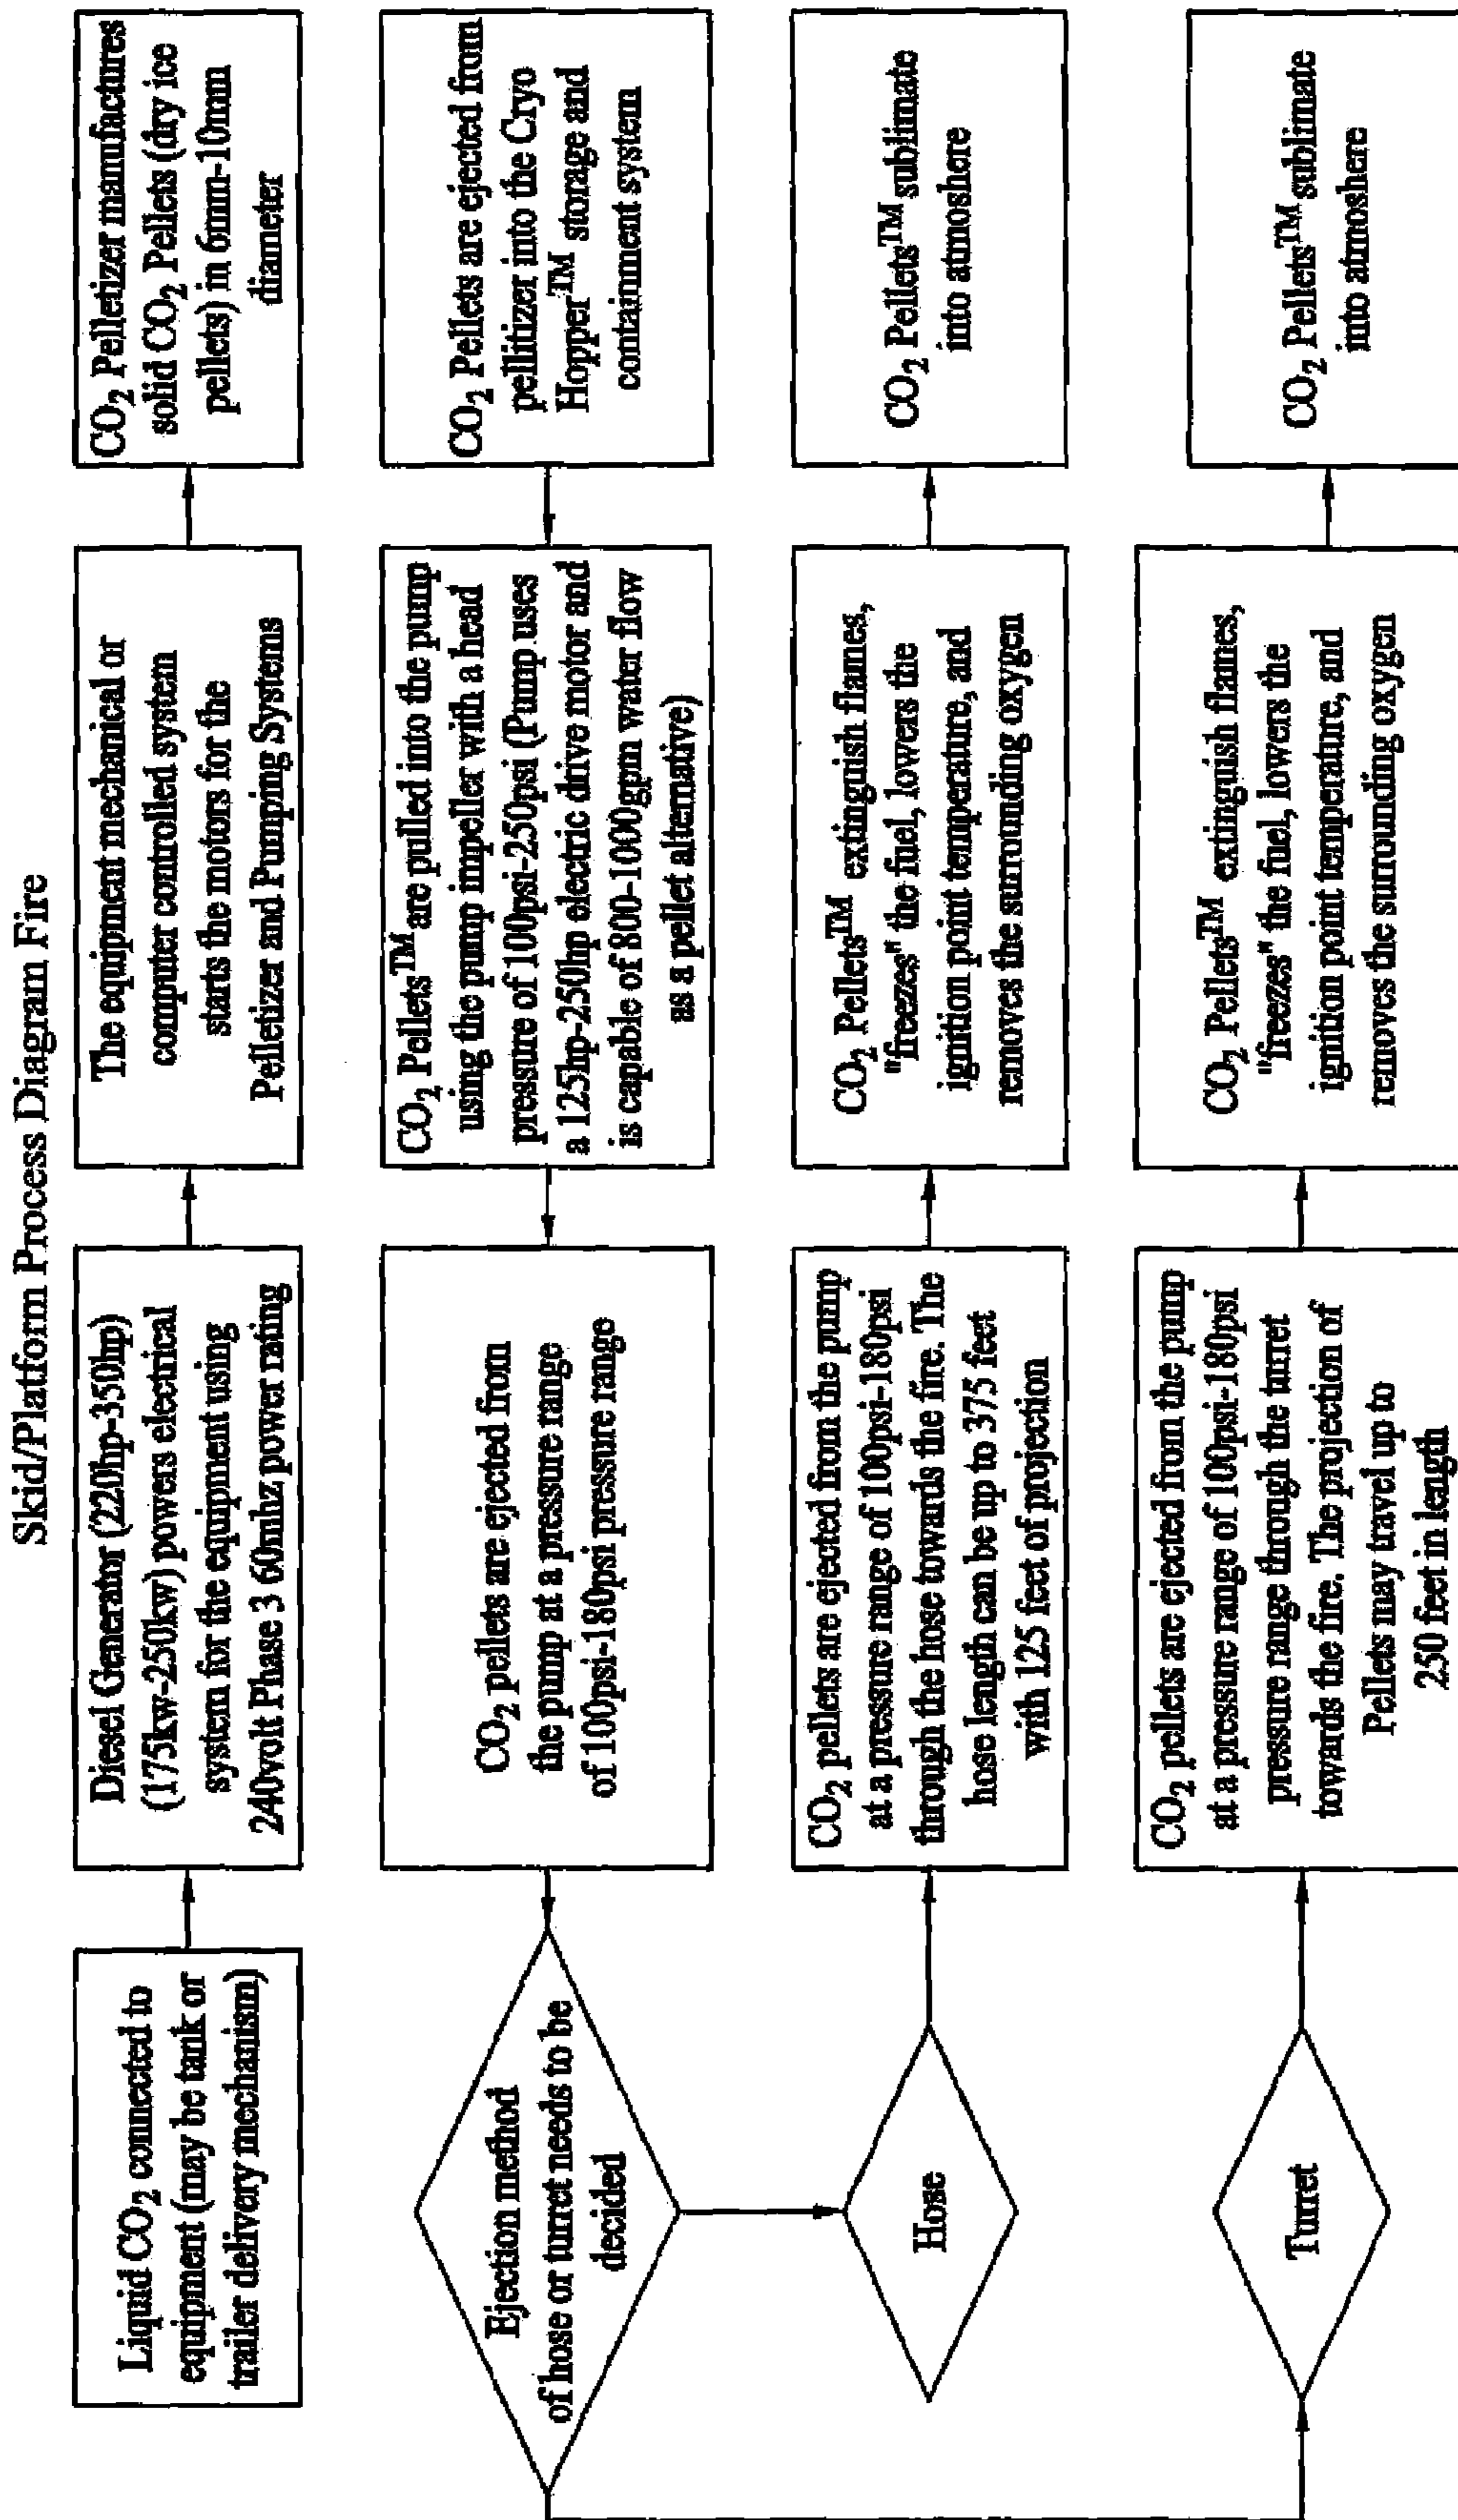 Skid/Platform Process Diagram Fire
Liquid CO₂ connected to
equipment (may be tank or
trailer delivery mechanism)
Diesel Generator (220hp-350hp)
(175kw-250kw) powers electrical
system for the equipment using
240volt Phase 3 60mhz power rating
The equipment mechanical or
computer controlled system
starts the motors for the
Pelletizer and Pumping Systems
CO₂ Pelletizer manufactures
solid CO₂ Pellets (dry ice
pellets) in 6mm-10mm
diameter
CO₂ Pellets are ejected from
pellitizer into the Cryo
Hopper™ storage and
containment system
CO₂ Pellets™ are pulled into the pump
using the pump impeller with a head
pressure of 100psi-250psi (Pump uses
a 125hp-250hp electric drive motor and
is capable of 800-1000gpm water flow
as a pellet alternative)
CO₂ pellets are ejected from
the pump at a pressure range
of 100psi-180psi pressure range
Ejection method
of hose or turret needs to be
decided
Hose
CO₂ pellets are ejected from the pump
at a pressure range of 100psi-180psi
through the hose towards the fire. The
hose length can be up to 375 feet
with 125 feet of projection
CO₂ Pellets™ extinguish flames,
"freezes" the fuel, lowers the
ignition point temperature, and
removes the surrounding oxygen
CO₂ Pellets™ sublimate
into atmoshere
Turret
CO₂ pellets are ejected from the pump
at a pressure range of 100psi-180psi
pressure range through the turret
towards the fire. The projection of
Pellets may travel up to
250 feet in length
CO₂ Pellets™ extinguish flames,
"freezes" the fuel, lowers the
ignition point temperature, and
removes the surrounding oxygen
CO₂ Pellets™ sublimate
into atmoshere